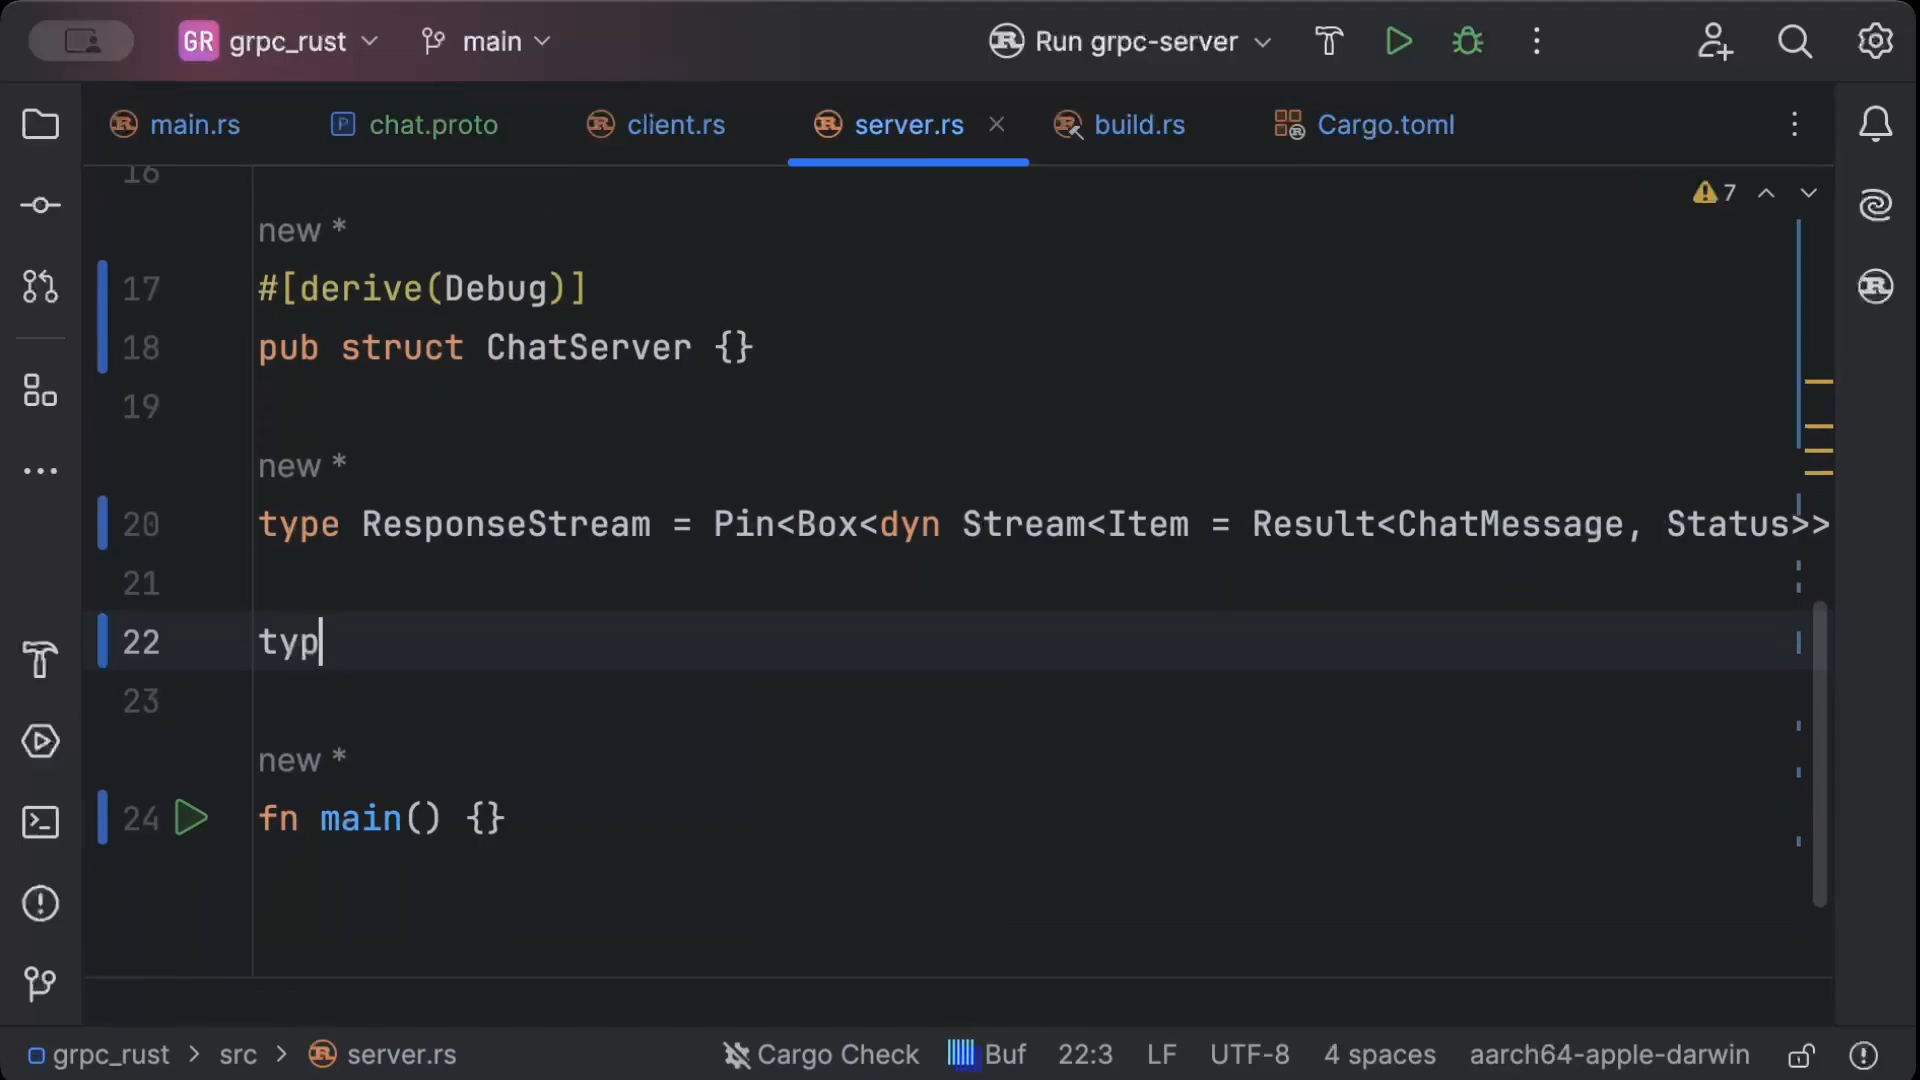 GR grpc_rust main Run grpc-server
main.rs chat.proto client.rs server.rs build.rs Cargo.toml
16
7
new *
17 #[derive(Debug)]
18 pub struct ChatServer {}
19
new *
20 type ResponseStream = Pin<Box<dyn Stream<Item = Result<ChatMessage, Status>>
21
22 typ
23
new *
24 fn main() {}
grpc_rust > src > server.rs Cargo Check Buf 22:3 LF UTF-8 4 spaces aarch64-apple-darwin